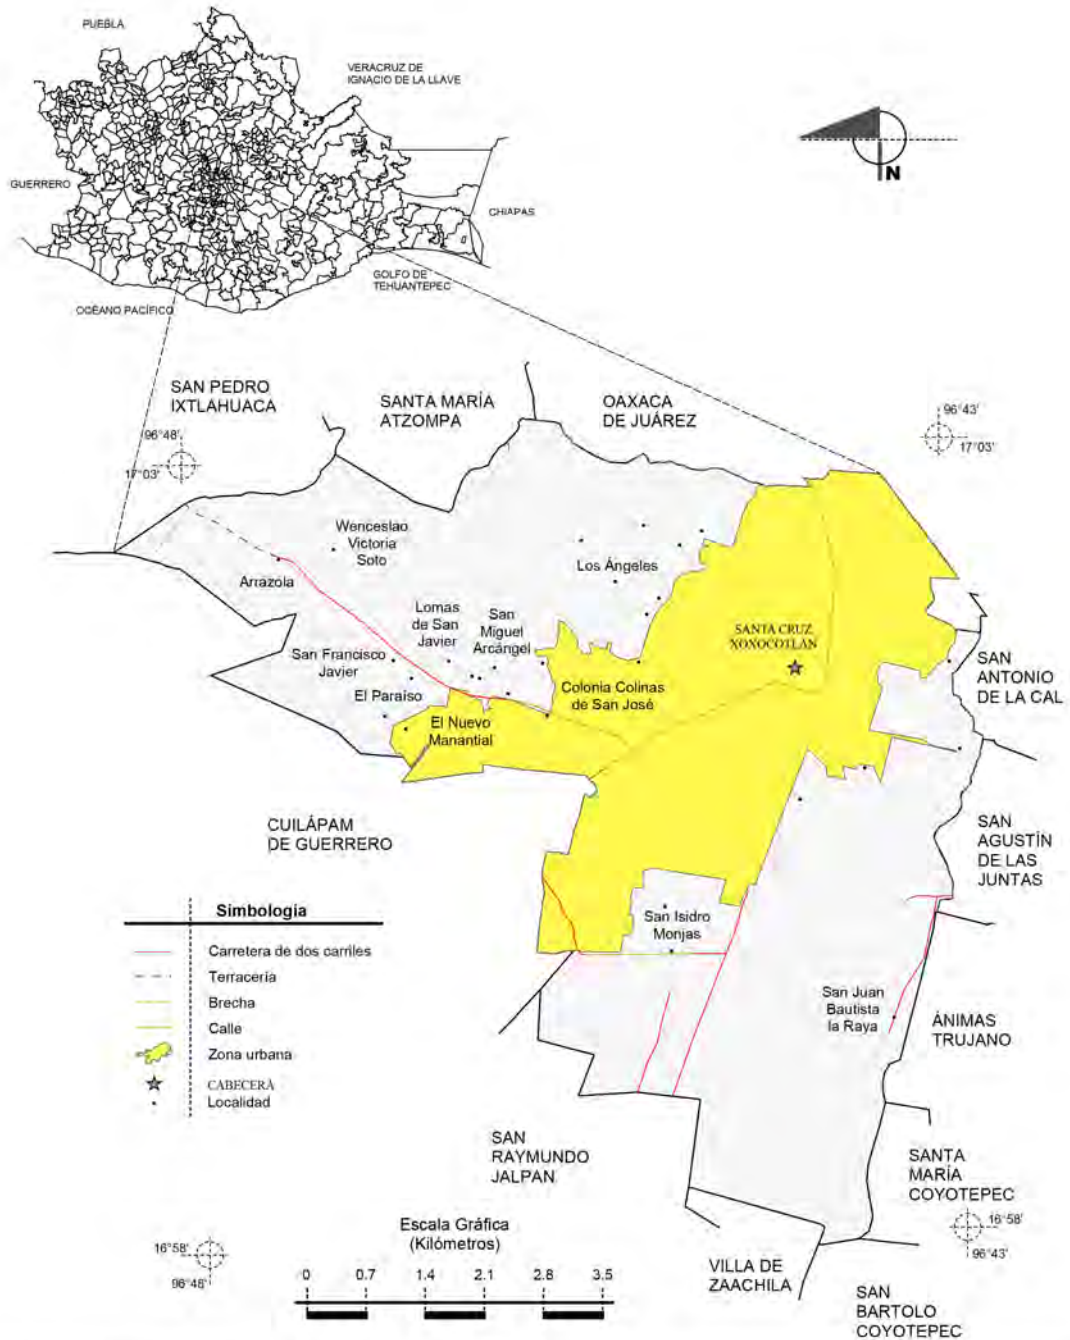 PUEBLA
VERACRUZ DE
IGNACIO DE LA LLAVE
GUERRERO
CHIAPAS
GOLFO DE
TEHUANTEPEC
OCÉANO PACÍFICO
N
SAN PEDRO
IXTLAHUACA
SANTA MARÍA
ATZOMPA
OAXACA
DE JUÁREZ
96°48'
17°03'
96°43'
17°03'
Wenceslao
Victoria
Soto
Arrazola
Los Ángeles
Lomas
de San
Javier
San
Miguel
Arcángel
SANTA CRUZ
XOXOCOTLÁN
San Francisco
Javier
El Paraíso
Colonia Colinas
de San José
El Nuevo
Manantial
SAN
ANTONIO
DE LA CAL
CUILÁPAM
DE GUERRERO
SAN
AGUSTÍN
DE LAS
JUNTAS
San Isidro
Monjas
San Juan
Bautista
la Raya
ÁNIMAS
TRUJANO
Simbología
Carretera de dos carriles
Terracería
Brecha
Calle
Zona urbana
CABECERA
Localidad
SAN
RAYMUNDO
JALPAN
SANTA
MARÍA
COYOTEPEC
16°58'
96°43'
Escala Gráfica
(Kilómetros)
16°58'
96°48'
0 0.7 1.4 2.1 2.8 3.5
VILLA DE
ZAACHILA
SAN
BARTOLO
COYOTEPEC